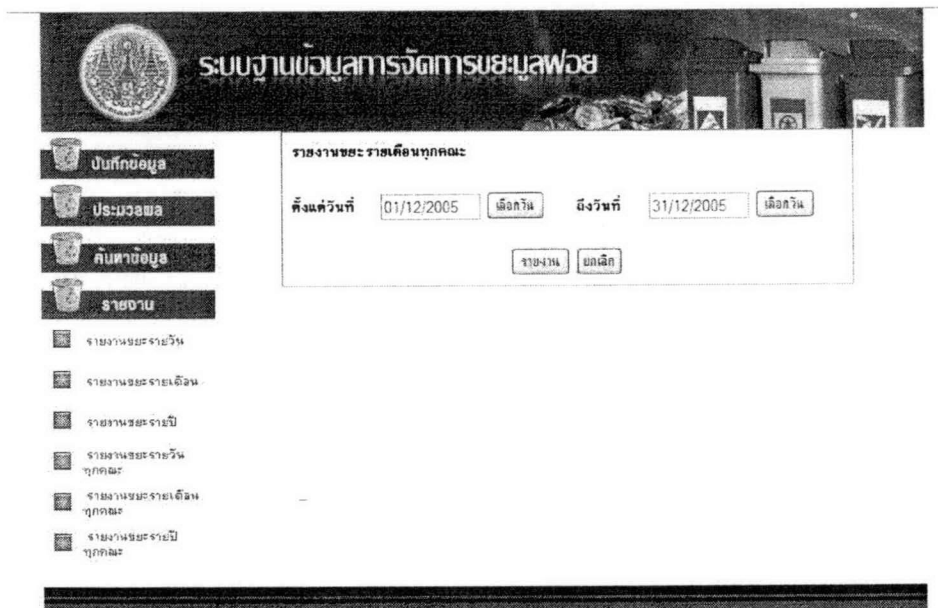 ระบบฐานข้อมูลการจัดการขยะมูลฝอย
บันทึกข้อมูล
ประมวลผล
ค้นหาข้อมูล
รายงาน
รายงานขยะรายวัน
รายงานขยะรายเดือน
รายงานขยะรายปี
รายงานขยะรายวัน
ทุกคณะ
รายงานขยะรายเดือน
ทุกคณะ
รายงานขยะรายปี
ทุกคณะ
รายงานขยะรายเดือนทุกคณะ
ตั้งแต่วันที่ 01/12/2005 เลือกวัน ถึงวันที่ 31/12/2005 เลือกวัน
รายงาน ยกเลิก